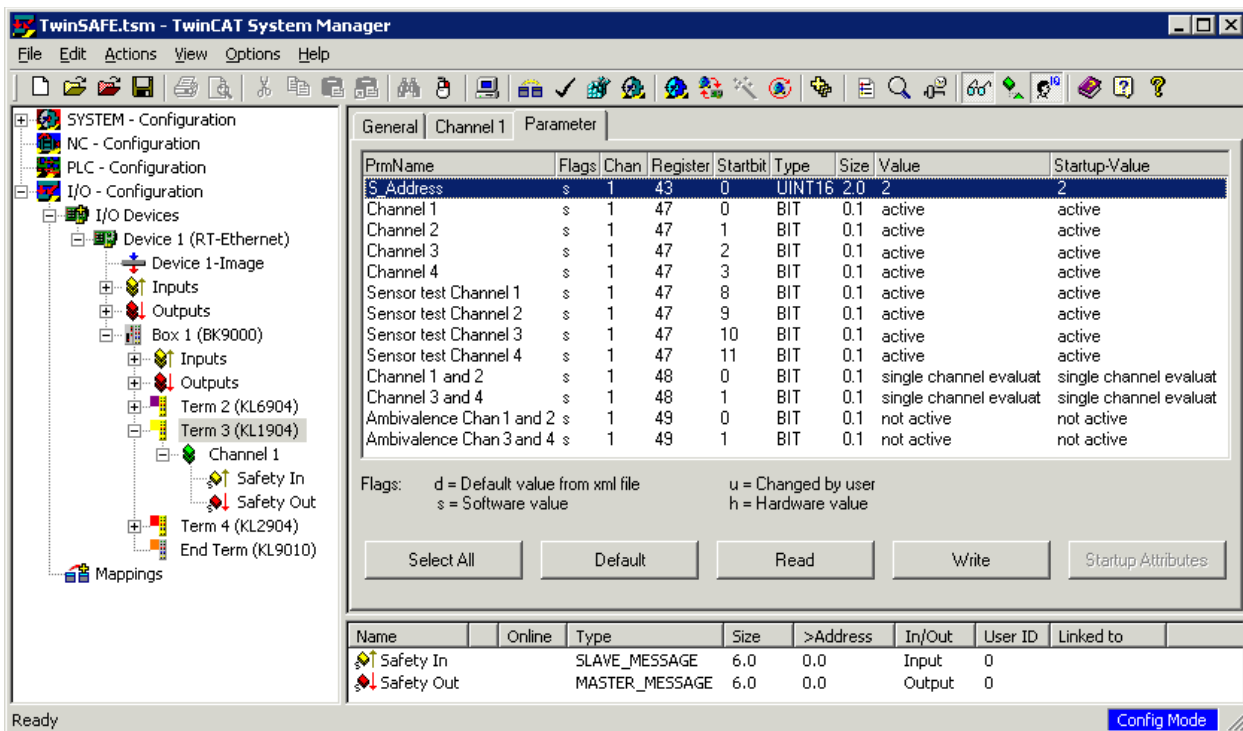 TwinSAFE.tsm - TwinCAT System Manager
File Edit Actions View Options Help
SYSTEM - Configuration
NC - Configuration
PLC - Configuration
I/O - Configuration
I/O Devices
Device 1 (RT-Ethernet)
Device 1-Image
Inputs
Outputs
Box 1 (BK9000)
Inputs
Outputs
Term 2 (KL6904)
Term 3 (KL1904)
Channel 1
Safety In
Safety Out
Term 4 (KL2904)
End Term (KL9010)
Mappings
General Channel 1 Parameter
PrmName Flags Chan Register Startbit Type Size Value Startup-Value
S_Address s 1 43 0 UINT16 2.0 2 2
Channel 1 s 1 47 0 BIT 0.1 active active
Channel 2 s 1 47 1 BIT 0.1 active active
Channel 3 s 1 47 2 BIT 0.1 active active
Channel 4 s 1 47 3 BIT 0.1 active active
Sensor test Channel 1 s 1 47 8 BIT 0.1 active active
Sensor test Channel 2 s 1 47 9 BIT 0.1 active active
Sensor test Channel 3 s 1 47 10 BIT 0.1 active active
Sensor test Channel 4 s 1 47 11 BIT 0.1 active active
Channel 1 and 2 s 1 48 0 BIT 0.1 single channel evaluat single channel evaluat
Channel 3 and 4 s 1 48 1 BIT 0.1 single channel evaluat single channel evaluat
Ambivalence Chan 1 and 2 s 1 49 0 BIT 0.1 not active not active
Ambivalence Chan 3 and 4 s 1 49 1 BIT 0.1 not active not active
Flags: d = Default value from xml file u = Changed by user
s = Software value h = Hardware value
Select All Default Read Write Startup Attributes
Name Online Type Size >Address In/Out User ID Linked to
Safety In SLAVE_MESSAGE 6.0 0.0 Input 0
Safety Out MASTER_MESSAGE 6.0 0.0 Output 0
Ready Config Mode